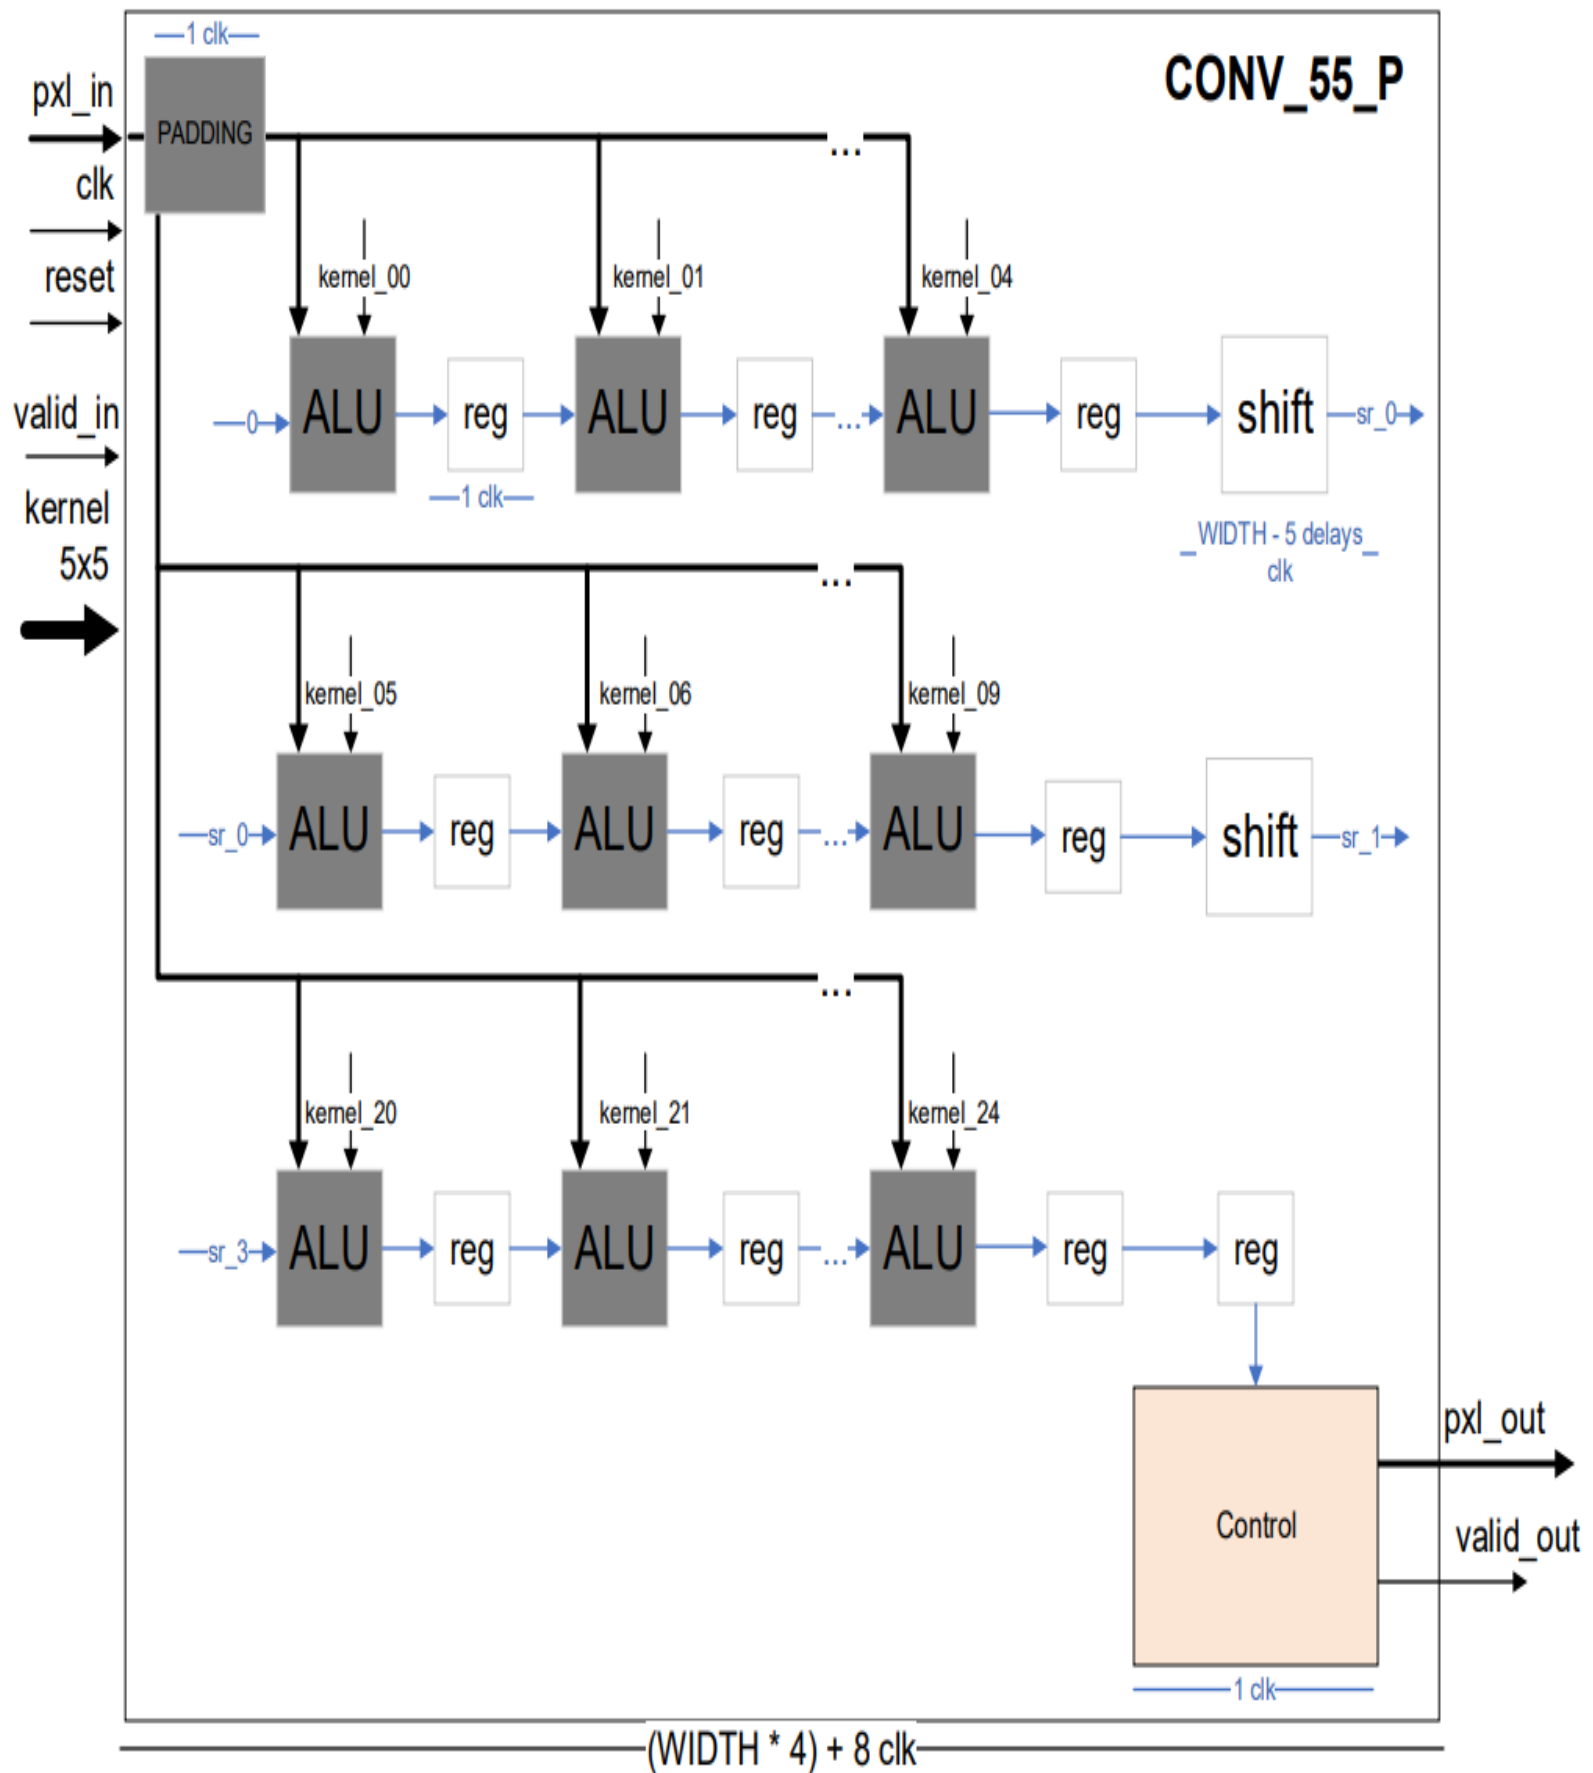 1 clk
CONV_55_P
pxl_in
PADDING
...
clk
reset
kernel_00
kernel_01
kernel_04
valid_in
0
ALU
reg
ALU
reg
...
ALU
reg
shift
sr_0
1 clk
kernel
5x5
WIDTH - 5 delays
clk
...
kernel_05
kernel_06
kernel_09
sr_0
ALU
reg
ALU
reg
...
ALU
reg
shift
sr_1
...
kernel_20
kernel_21
kernel_24
sr_3
ALU
reg
ALU
reg
...
ALU
reg
reg
pxl_out
Control
valid_out
1 clk
(WIDTH * 4) + 8 clk